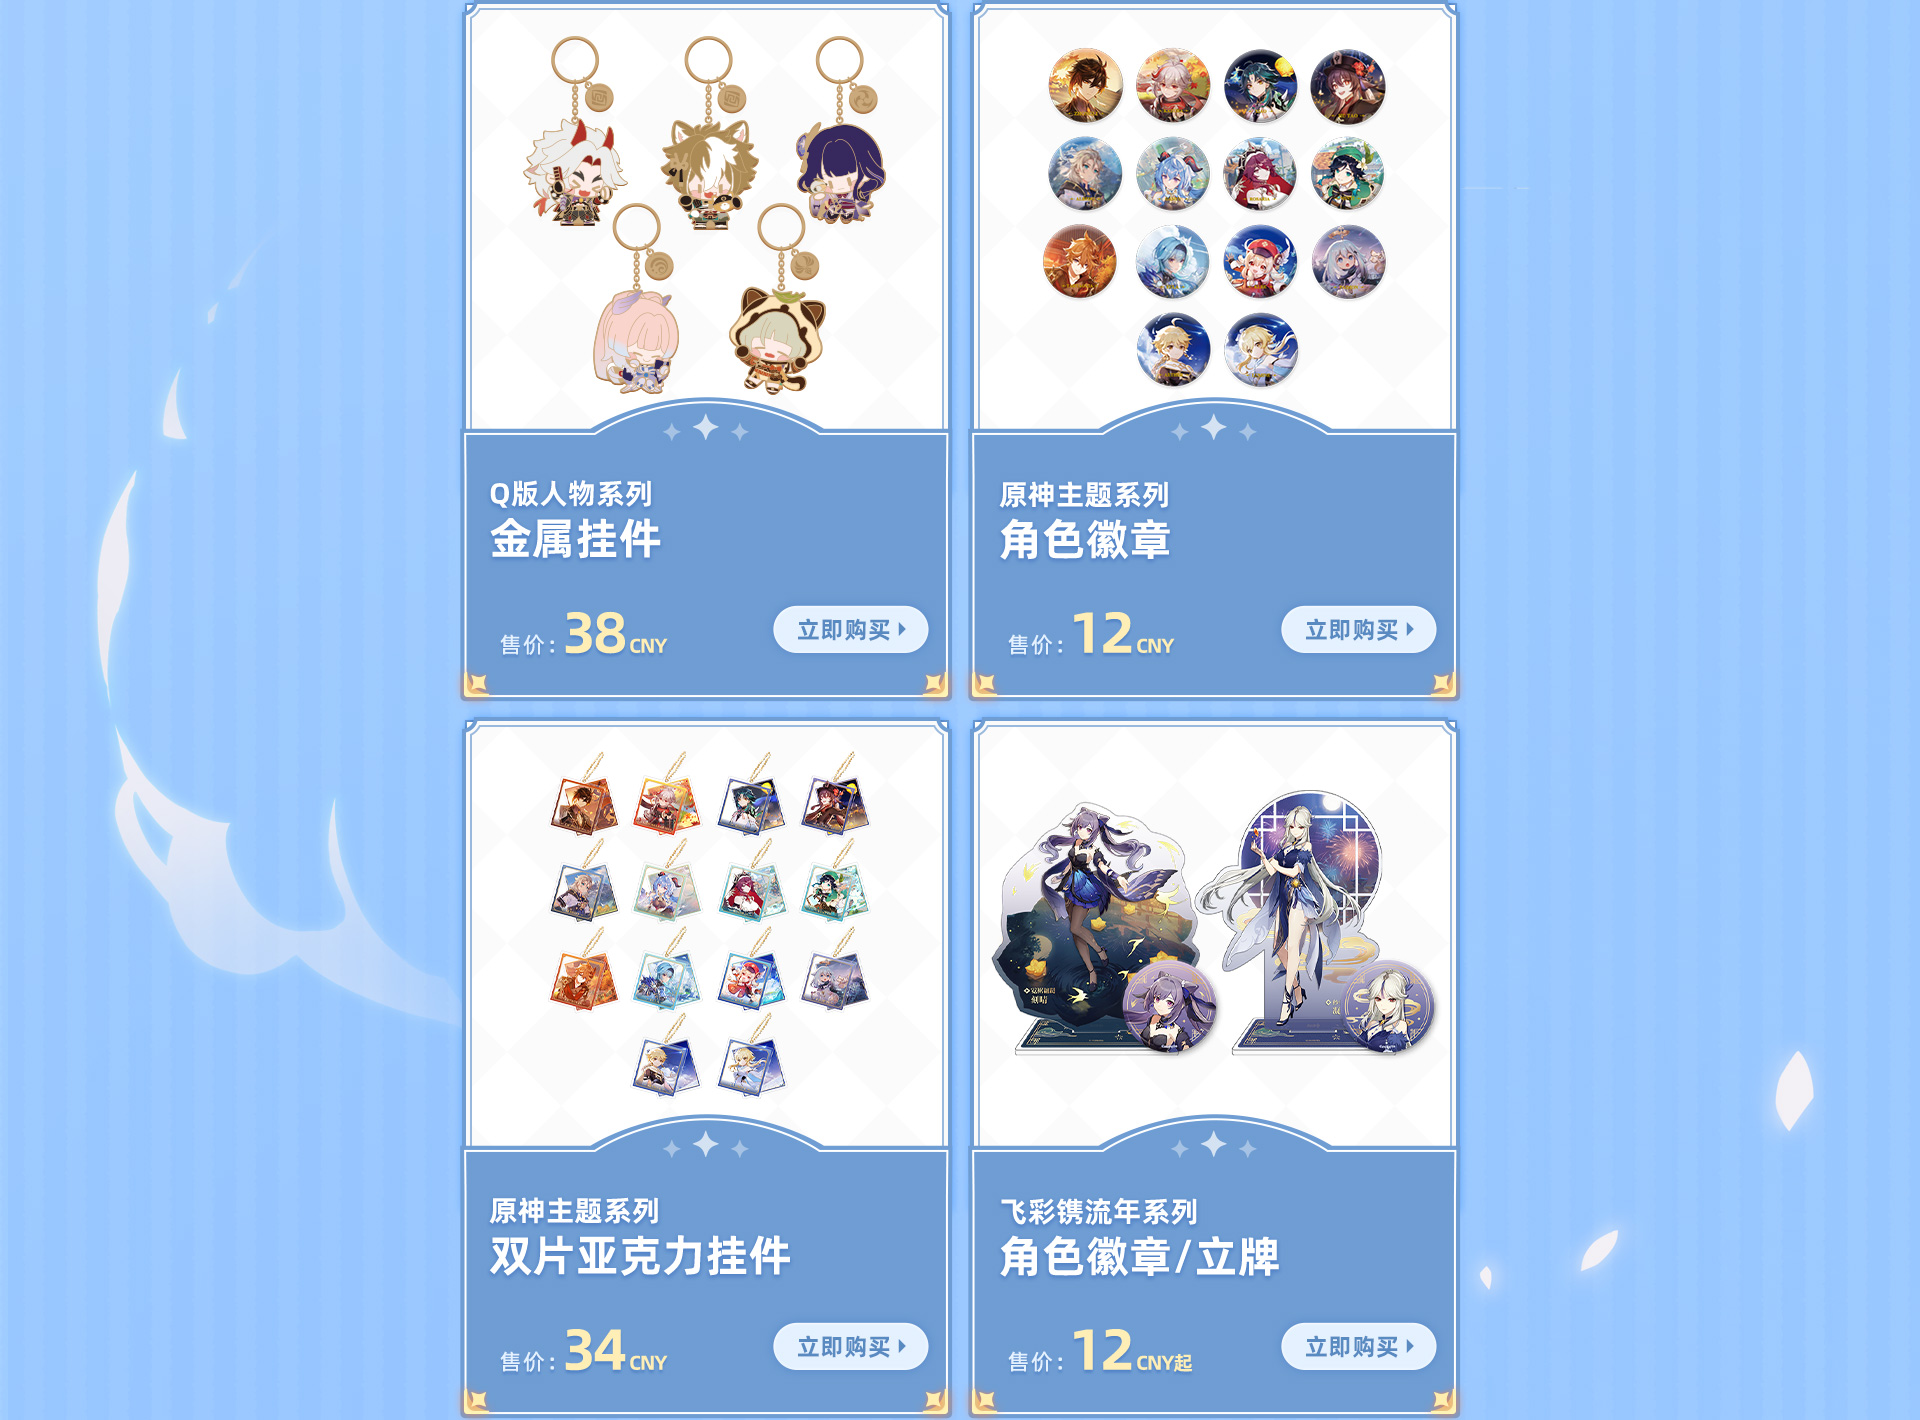 Q版人物系列
金属挂件
售价：38CNY
立即购买
原神主题系列
角色徽章
售价：12CNY
立即购买
原神主题系列
双片亚克力挂件
售价：34CNY
立即购买
飞彩镌流年系列
角色徽章/立牌
售价：12CNY起
立即购买